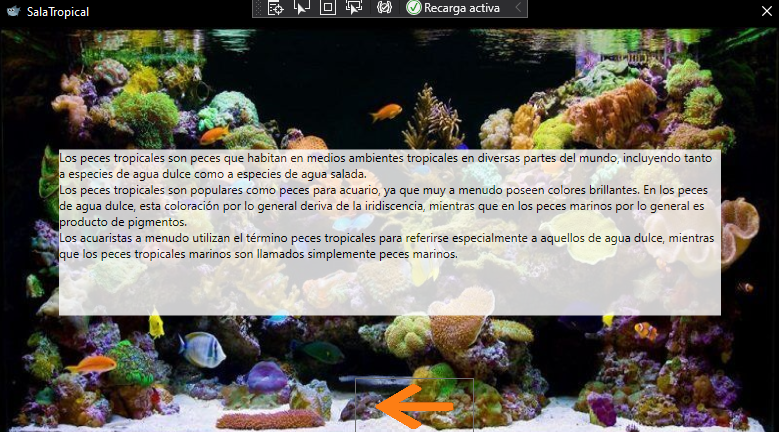 SalaTropical
Recarga activa
Los peces tropicales son peces que habitan en medios ambientes tropicales en diversas partes del mundo, incluyendo tanto
a especies de agua dulce como a especies de agua salada.
Los peces tropicales son populares como peces para acuario, ya que muy a menudo poseen colores brillantes. En los peces
de agua dulce, esta coloración por lo general deriva de la iridiscencia, mientras que en los peces marinos por lo general es
producto de pigmentos.
Los acuaristas a menudo utilizan el término peces tropicales para referirse especialmente a aquellos de agua dulce, mientras
que los peces tropicales marinos son llamados simplemente peces marinos.